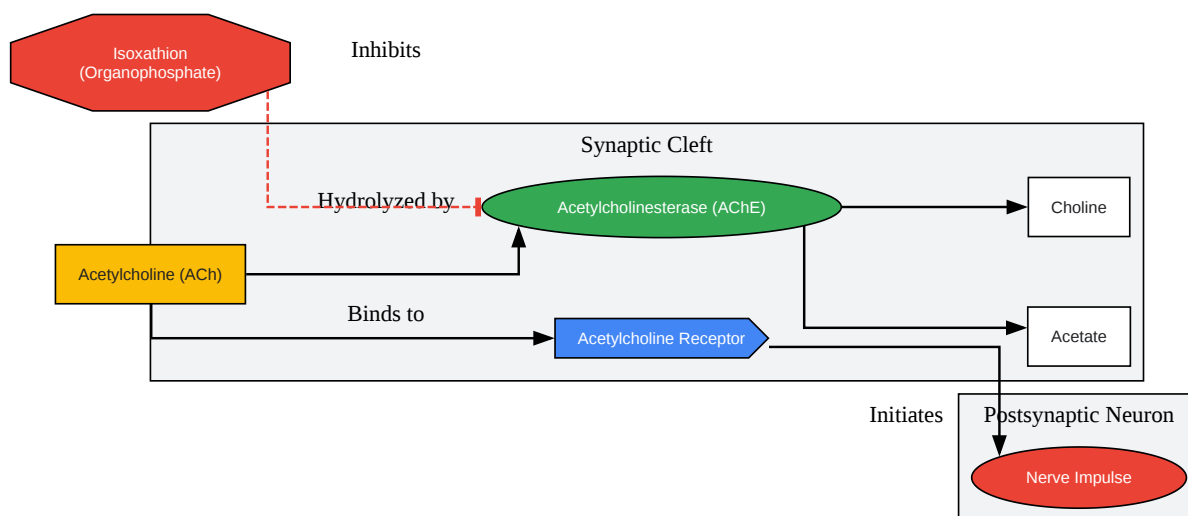 Isoxathion
(Organophosphate)
Inhibits
Synaptic Cleft
Hydrolyzed by
Acetylcholinesterase (AChE)
Choline
Acetylcholine (ACh)
Binds to
Acetylcholine Receptor
Acetate
Initiates
Postsynaptic Neuron
Nerve Impulse